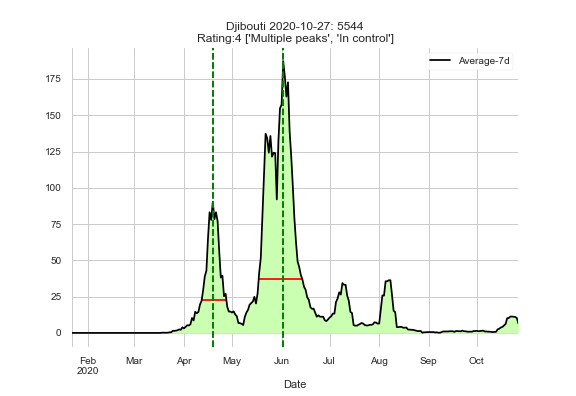 Djibouti 2020-10-27: 5544
Rating:4 ['Multiple peaks', 'In control']
Average-7d
175
150
125
100
75
50
25
0
Feb Mar Apr May Jun Jul Aug Sep Oct
2020
Date